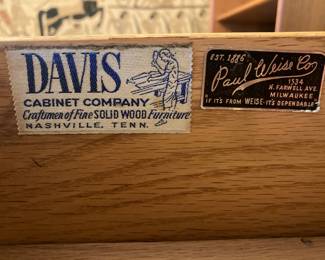 DAVIS
CABINET COMPANY
Craftsmen of Fine SOLID WOOD Furniture
NASHVILLE, TENN.
EST. 1886
Paul Weise Co
1534
N. FARWELL AVE.
MILWAUKEE
IF IT'S FROM WEISE-IT'S DEPENDABLE